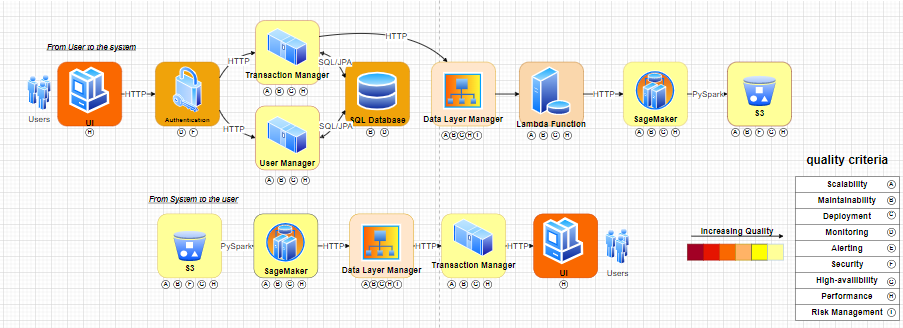 From User to the system
Users
UI
H
HTTP
Authentication
D F
HTTP
HTTP
Transaction Manager
A B G H
User Manager
A B G H
SQL/JPA
SQL/JPA
SQL Database
HTTP
Data Layer Manager
A B G H I
Lambda Function
A B G H
HTTP
SageMaker
A B G H
PySpark
S3
A B F G H
From System to the user
S3
A B F G H
PySpark
SageMaker
A B G H
HTTP
Data Layer Manager
A B G H I
HTTP
Transaction Manager
A B G H
HTTP
UI
H
Users
Increasing Quality
quality criteria
Scalability A
Maintainability B
Deployment C
Monitoring D
Alerting E
Security F
High-availlibility G
Performance H
Risk Management I